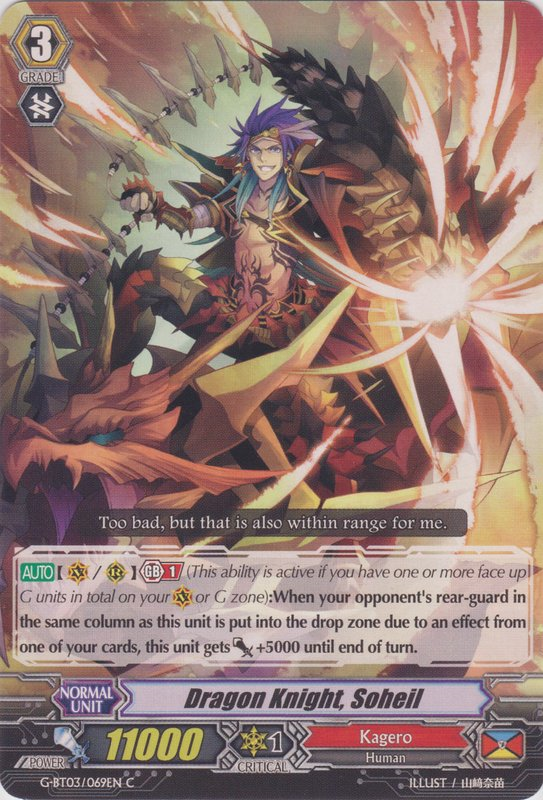 3
GRADE
Too bad, but that is also within range for me.
AUTO【 V / R 】GB 1 (This ability is active if you have one or more face up
G units in total on your V or G zone):When your opponent's rear-guard in
the same column as this unit is put into the drop zone due to an effect from
one of your cards, this unit gets +5000 until end of turn.
NORMAL
UNIT
Dragon Knight, Soheil
POWER
11000
1
CRITICAL
Kagero
Human
G-BT03/069EN C
ILLUST / 山﨑奈苗